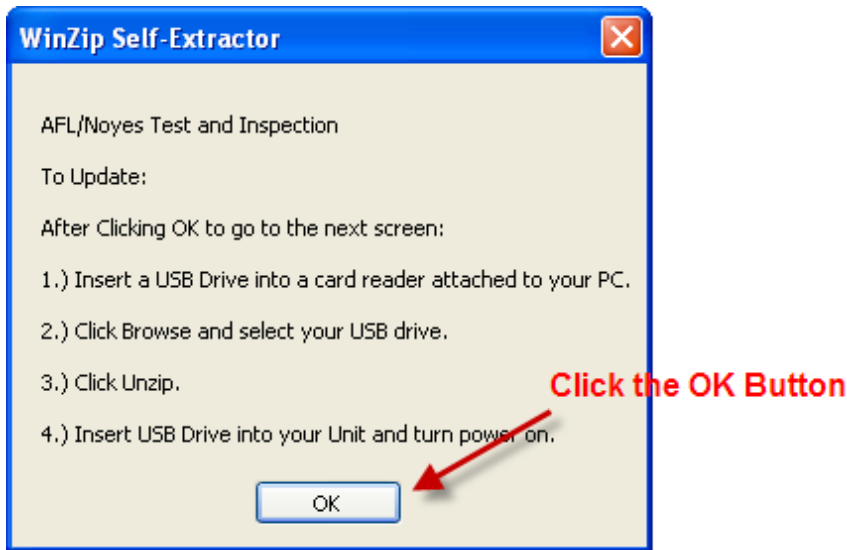 WinZip Self-Extractor
AFL/Noyes Test and Inspection
To Update:
After Clicking OK to go to the next screen:
1.) Insert a USB Drive into a card reader attached to your PC.
2.) Click Browse and select your USB drive.
3.) Click Unzip.
Click the OK Button
4.) Insert USB Drive into your Unit and turn power on.
OK